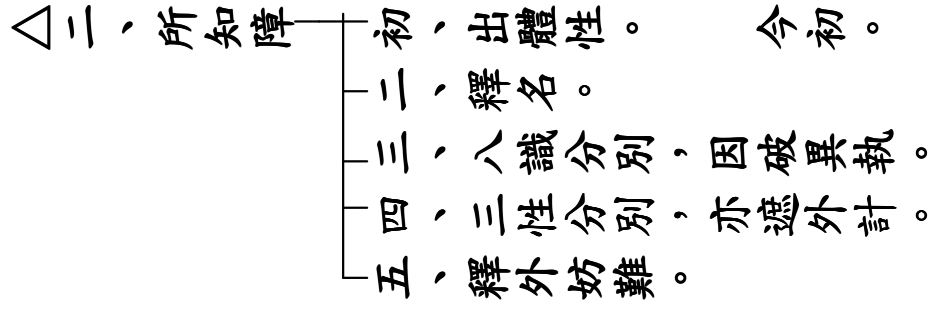 △二、所知障 初、出體性。 今初。
二、釋名。
三、八識分別，因破異執。
四、三性分別，亦遮外計。
五、釋外妨難。